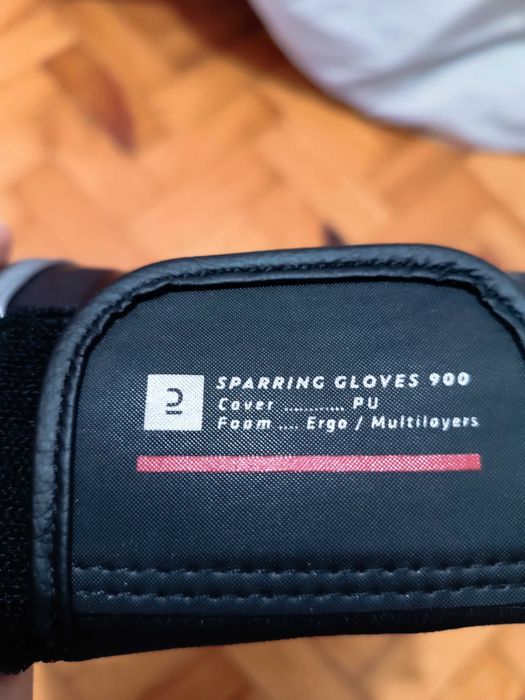 SPARRING GLOVES 900
Cover ............ PU
Foam .... Ergo / Multilayers